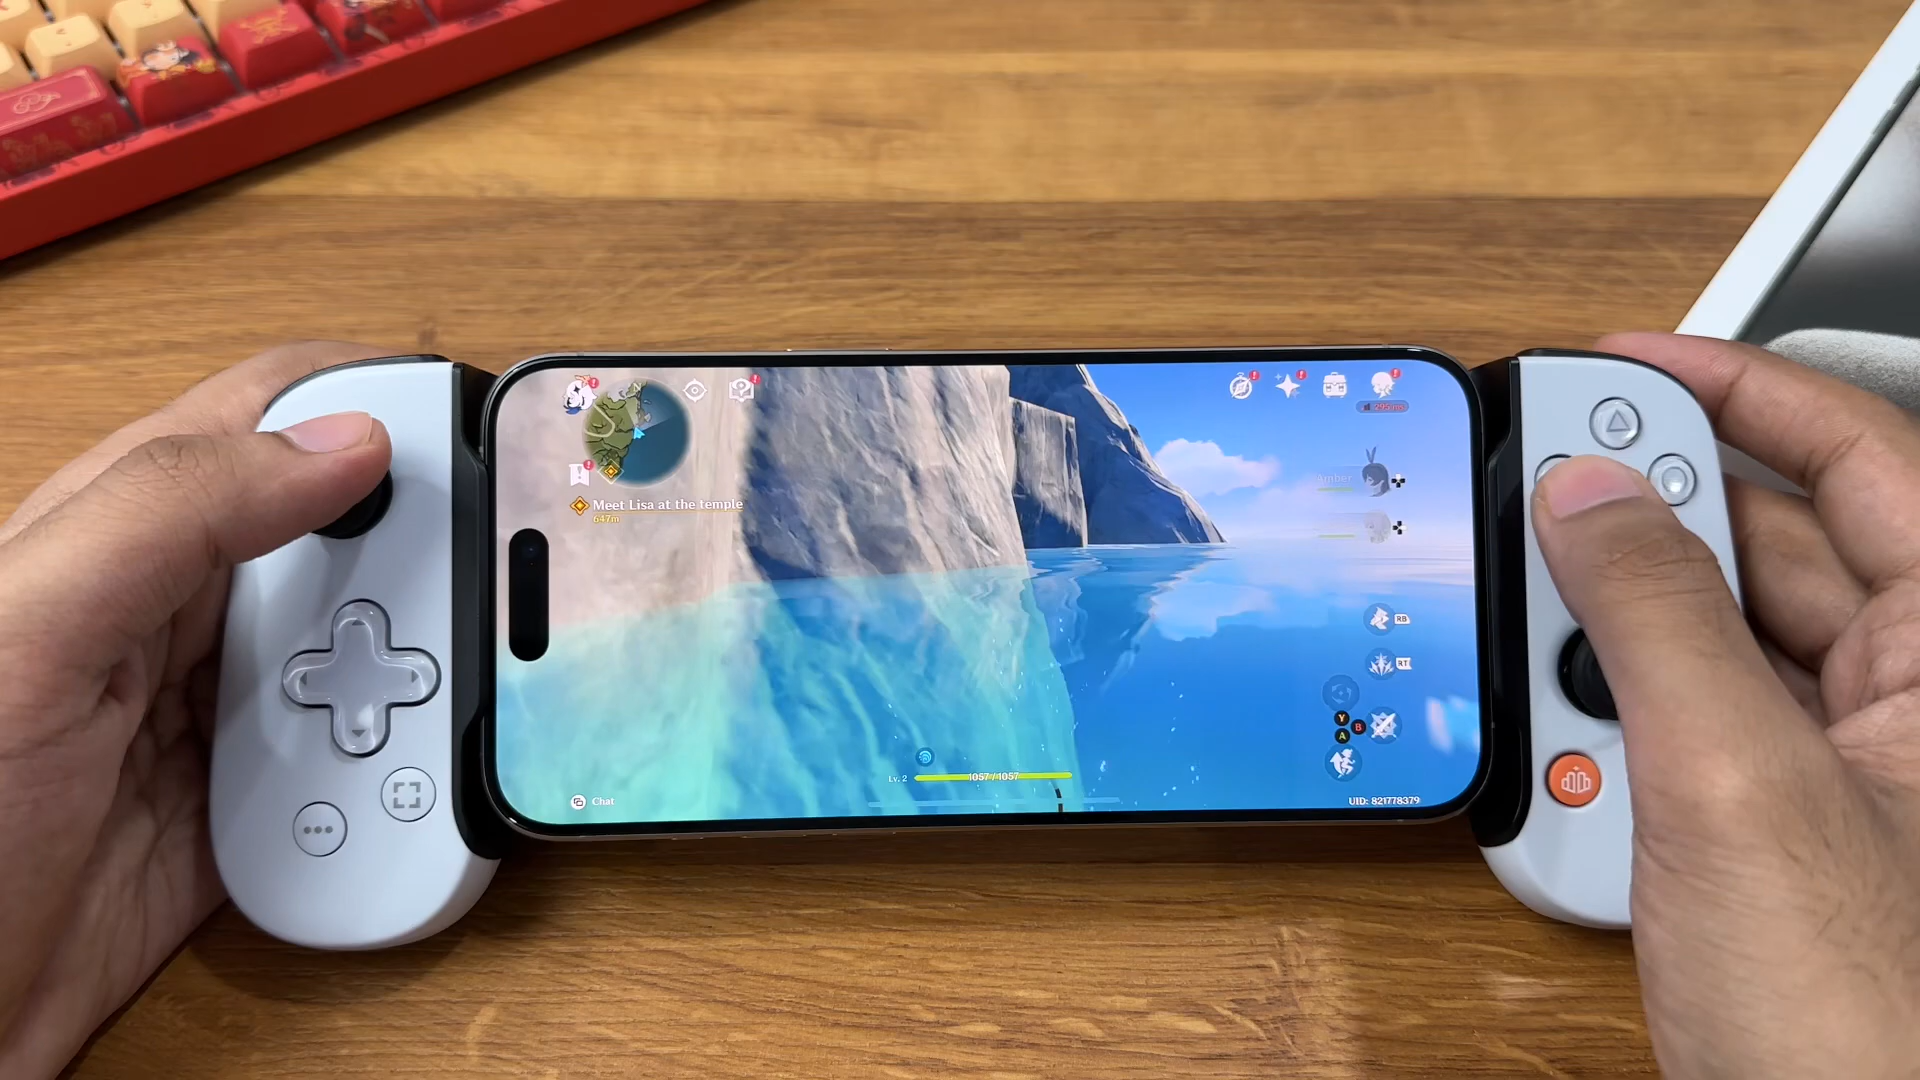 N
Meet Lisa at the temple
647m
Amber
RB
RT
Y
B
A
Lv. 2
1057 / 1057
Chat
UID: 821778379